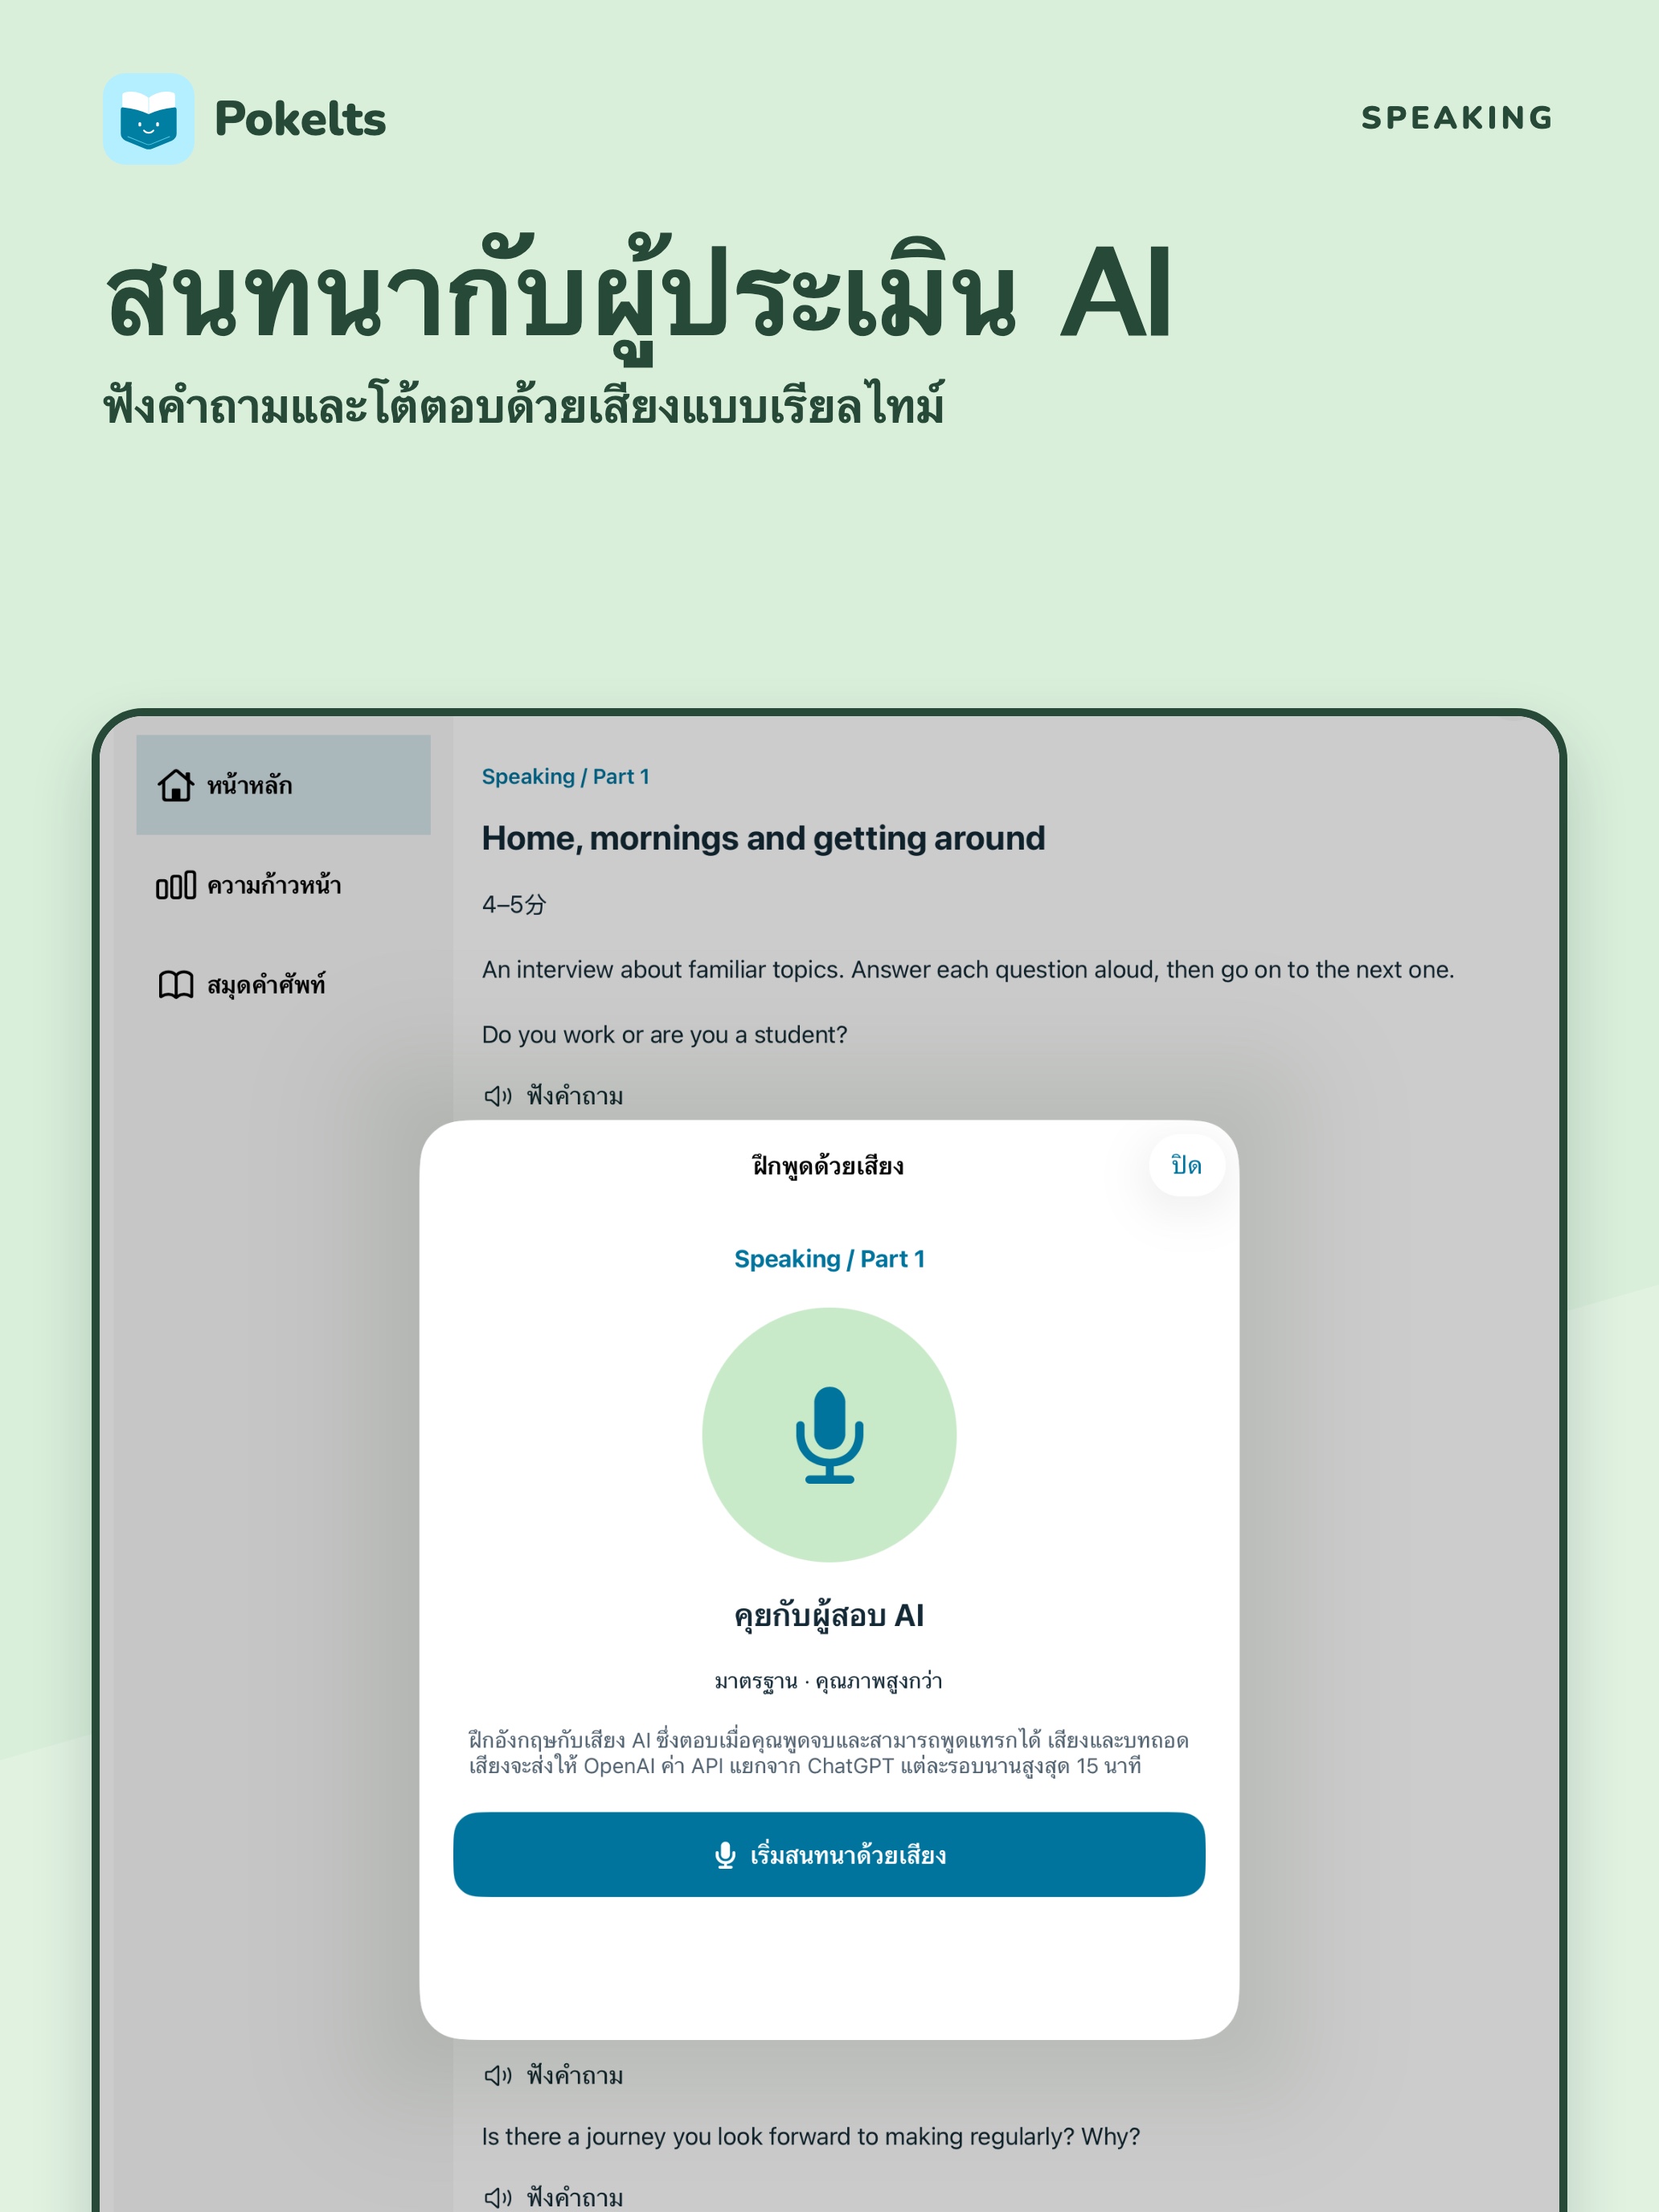 Pokelts
SPEAKING
สนทนากับผู้ประเมิน AI
ฟังคำถามและโต้ตอบด้วยเสียงแบบเรียลไทม์
หน้าหลัก
ความก้าวหน้า
สมุดคำศัพท์
Speaking / Part 1
Home, mornings and getting around
4–5分
An interview about familiar topics. Answer each question aloud, then go on to the next one.
Do you work or are you a student?
ฟังคำถาม
ฝึกพูดด้วยเสียง
ปิด
Speaking / Part 1
คุยกับผู้สอบ AI
มาตรฐาน · คุณภาพสูงกว่า
ฝึกอังกฤษกับเสียง AI ซึ่งตอบเมื่อคุณพูดจบและสามารถพูดแทรกได้ เสียงและบทถอด
เสียงจะส่งให้ OpenAI ค่า API แยกจาก ChatGPT แต่ละรอบนานสูงสุด 15 นาที
เริ่มสนทนาด้วยเสียง
ฟังคำถาม
Is there a journey you look forward to making regularly? Why?
ฟังคำถาม